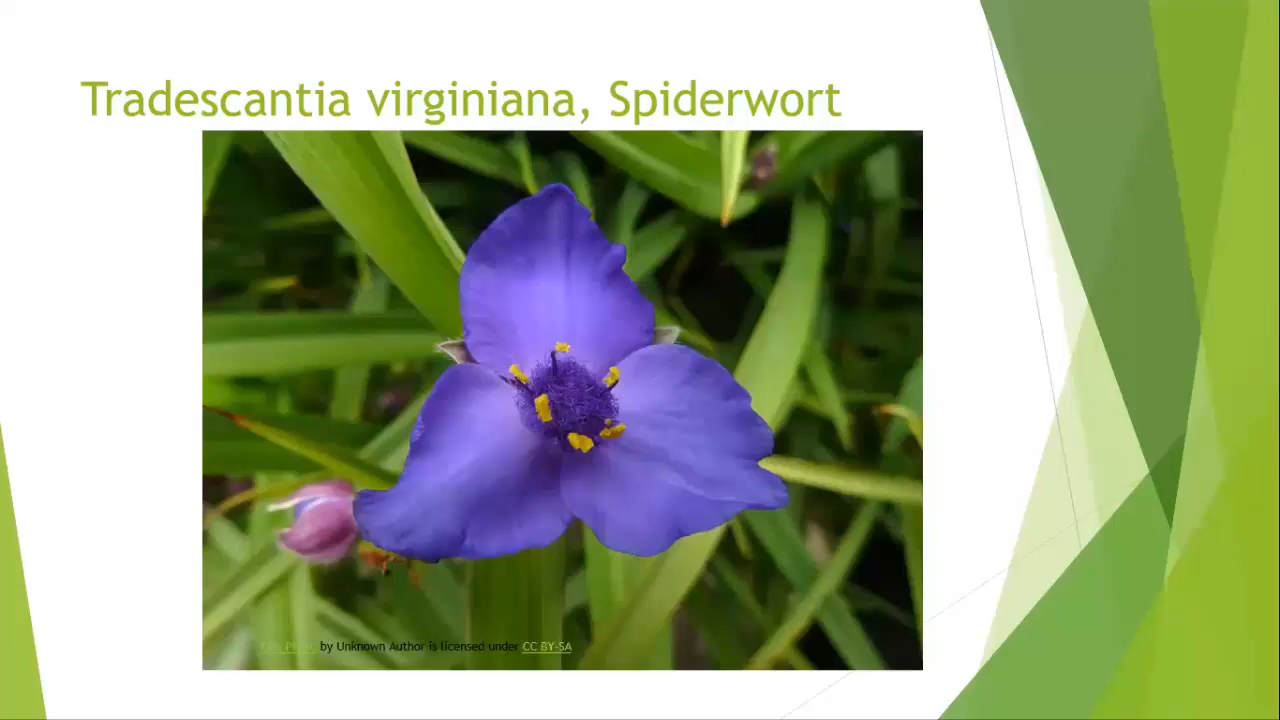 Tradescantia virginiana, Spiderwort
This Photo by Unknown Author is licensed under CC BY-SA